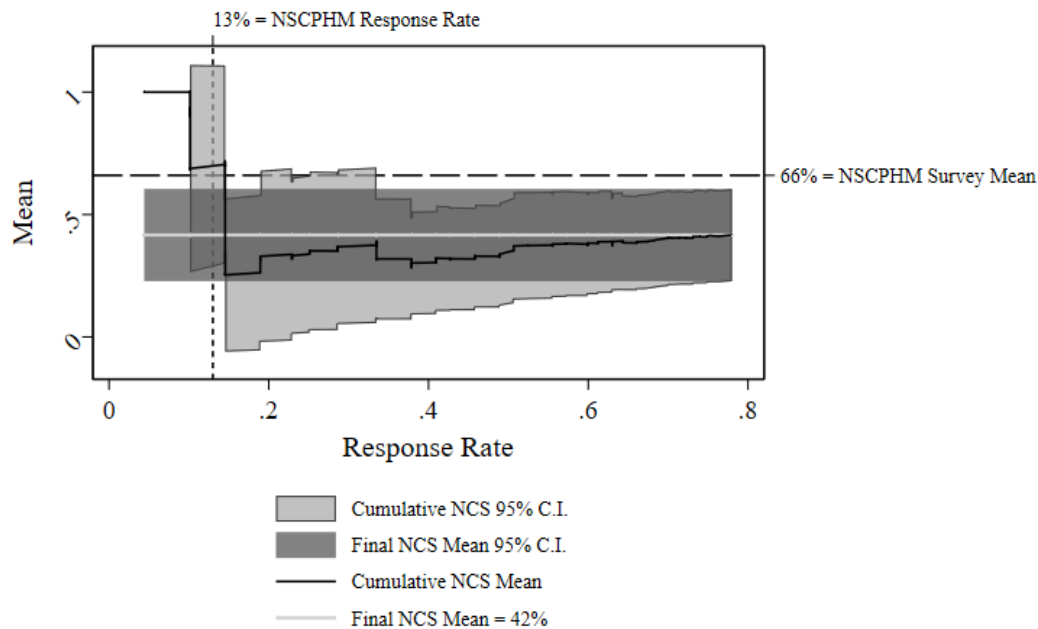 13% = NSCPHM Response Rate
1
.5
0
Mean
66% = NSCPHM Survey Mean
0
.2
.4
.6
.8
Response Rate
Cumulative NCS 95% C.I.
Final NCS Mean 95% C.I.
Cumulative NCS Mean
Final NCS Mean = 42%